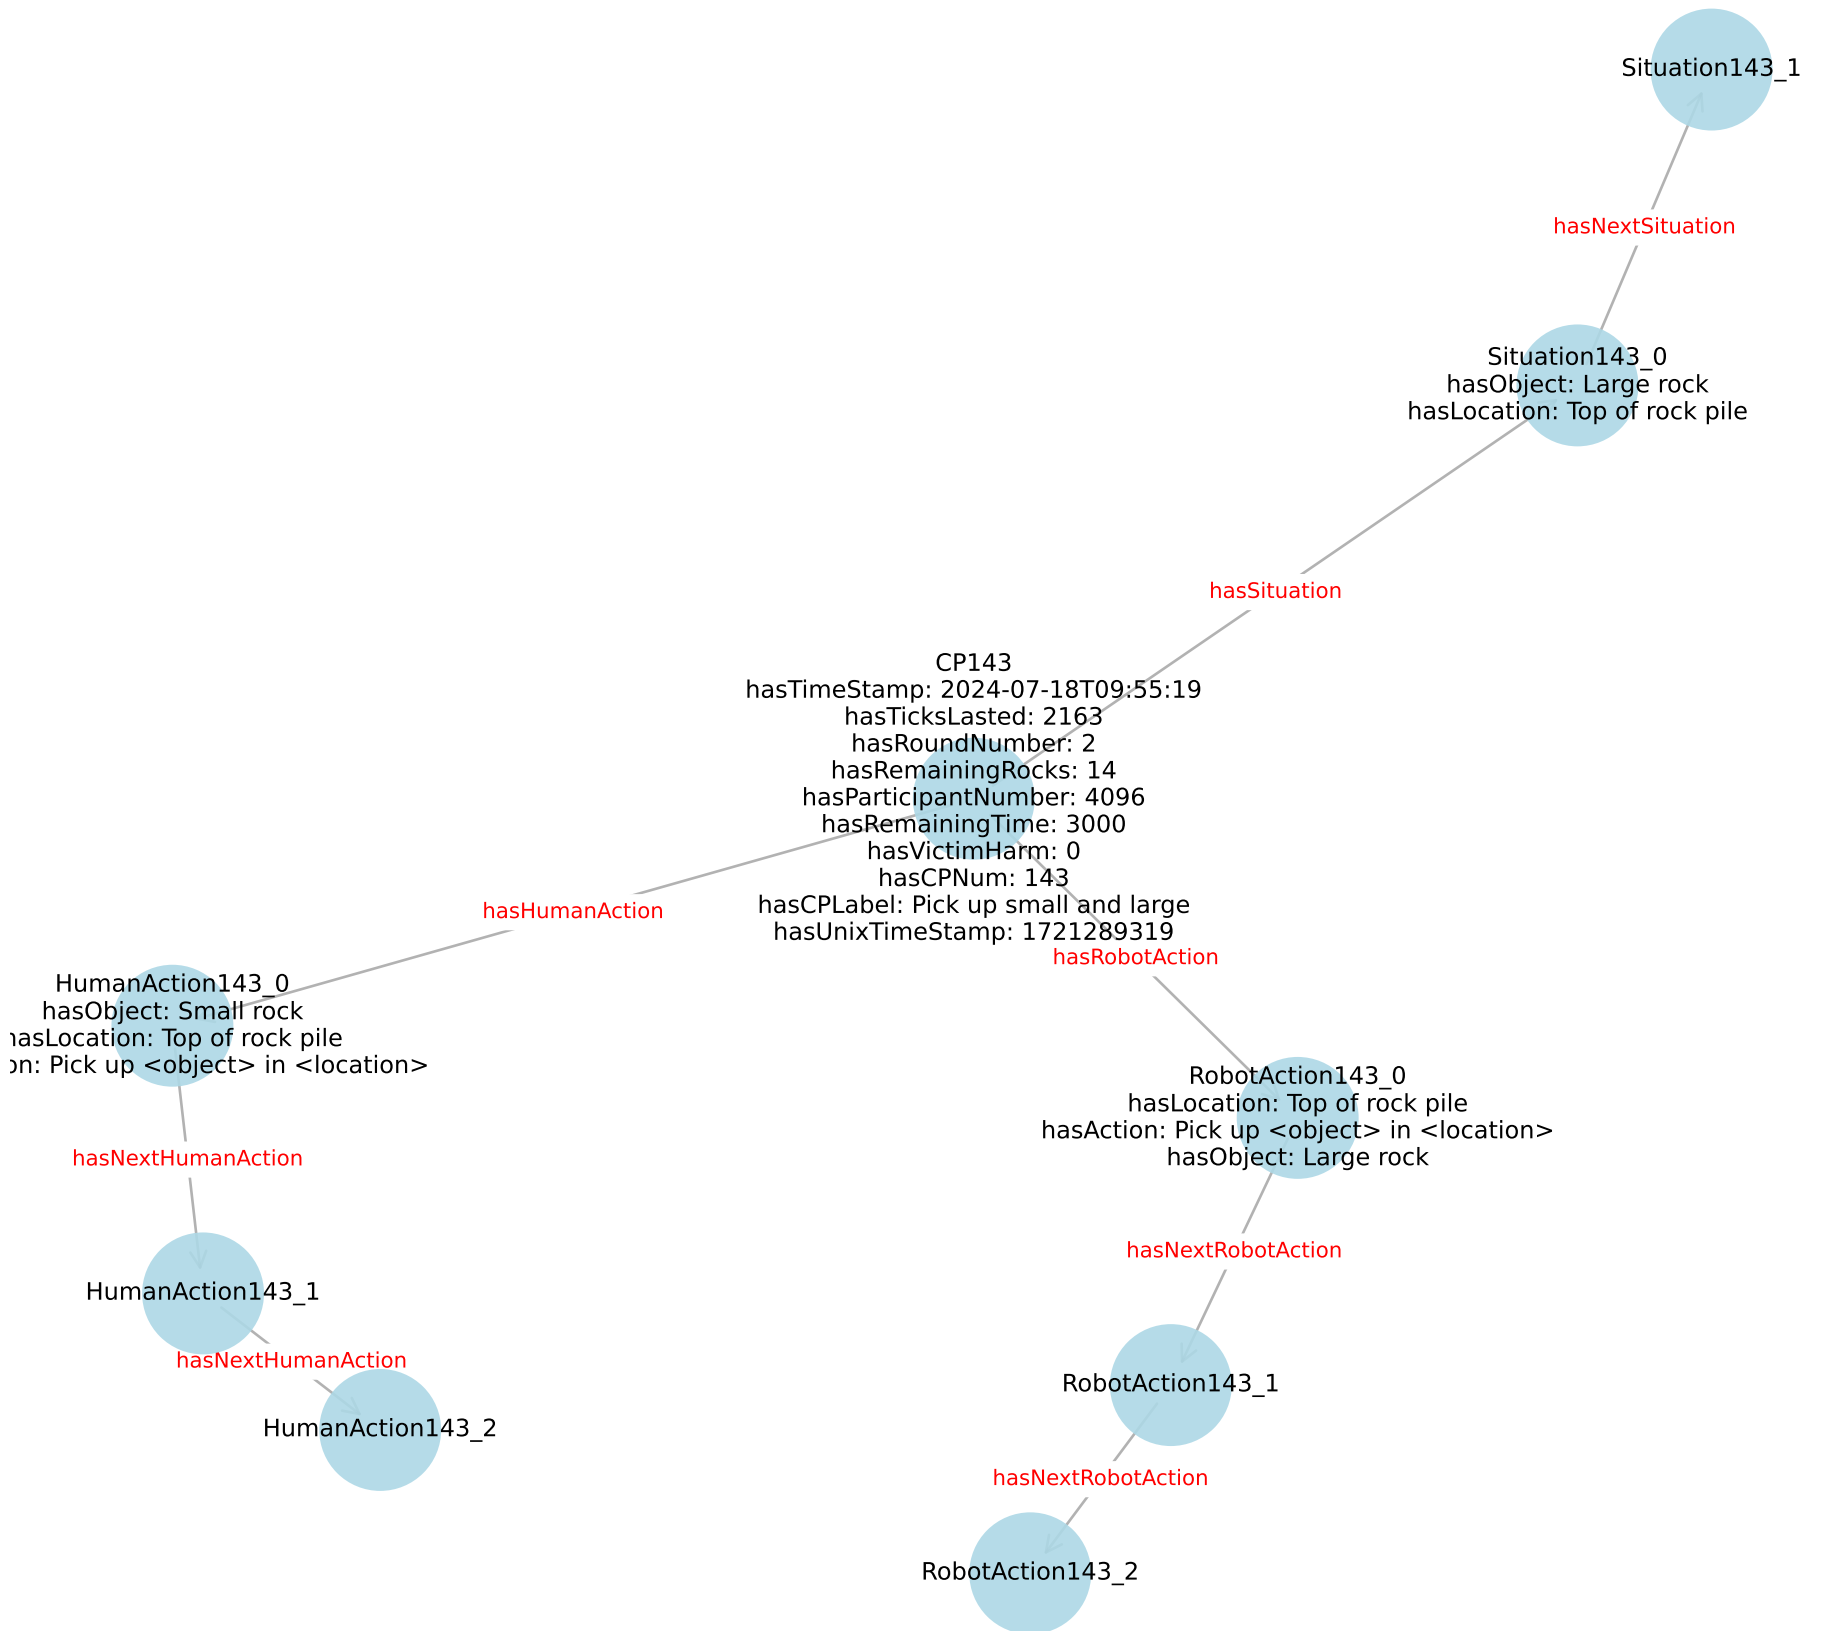 Situation143_1
hasNextSituation
Situation143_0
hasObject: Large rock
hasLocation: Top of rock pile
hasSituation
CP143
hasTimeStamp: 2024-07-18T09:55:19
hasTicksLasted: 2163
hasRoundNumber: 2
hasRemainingRocks: 14
hasParticipantNumber: 4096
hasRemainingTime: 3000
hasVictimHarm: 0
hasCPNum: 143
hasCPLabel: Pick up small and large
hasUnixTimeStamp: 1721289319
hasHumanAction
hasRobotAction
HumanAction143_0
hasObject: Small rock
hasLocation: Top of rock pile
on: Pick up <object> in <location>
hasNextHumanAction
HumanAction143_1
hasNextHumanAction
HumanAction143_2
RobotAction143_0
hasLocation: Top of rock pile
hasAction: Pick up <object> in <location>
hasObject: Large rock
hasNextRobotAction
RobotAction143_1
hasNextRobotAction
RobotAction143_2